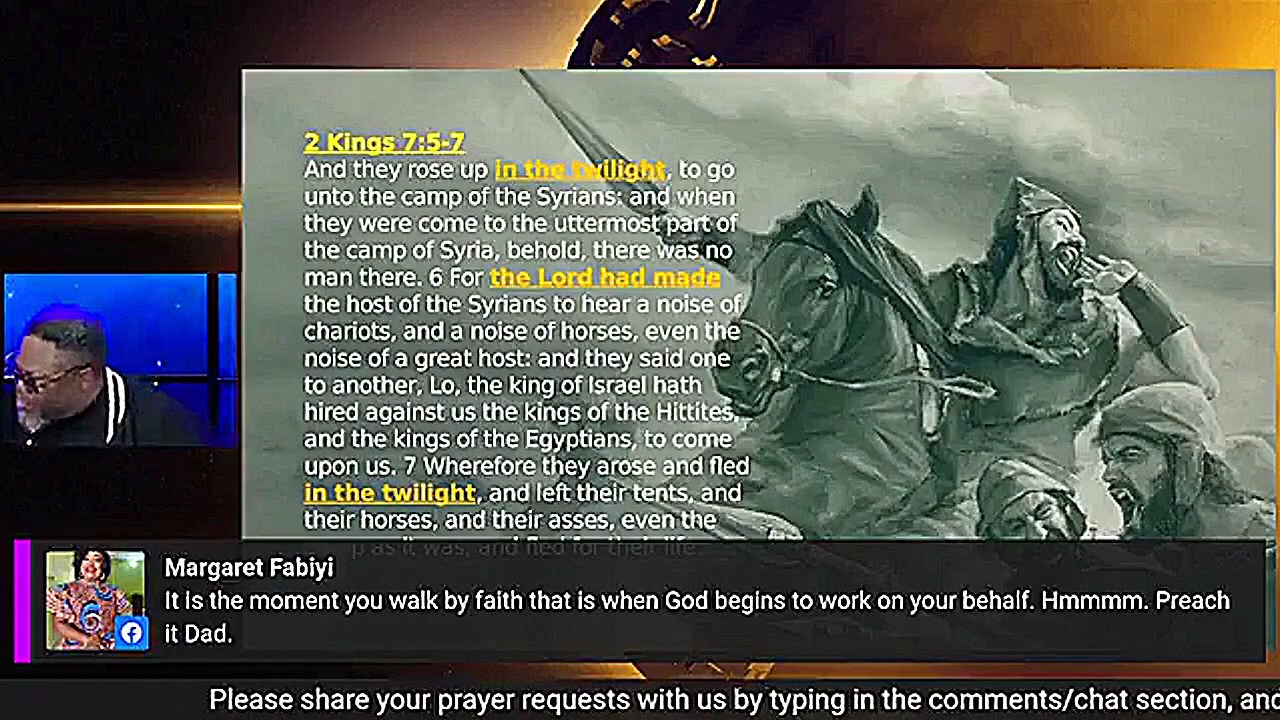 2 Kings 7:5-7
And they rose up in the twilight, to go
unto the camp of the Syrians: and when
they were come to the uttermost part of
the camp of Syria, behold, there was no
man there. 6 For the Lord had made
the host of the Syrians to hear a noise of
chariots, and a noise of horses, even the
noise of a great host: and they said one
to another, Lo, the king of Israel hath
hired against us the kings of the Hittites,
and the kings of the Egyptians, to come
upon us. 7 Wherefore they arose and fled
in the twilight, and left their tents, and
their horses, and their asses, even the
p as it was, and fled for their life.
Margaret Fabiyi
It is the moment you walk by faith that is when God begins to work on your behalf. Hmmmm. Preach
it Dad.
Please share your prayer requests with us by typing in the comments/chat section, and